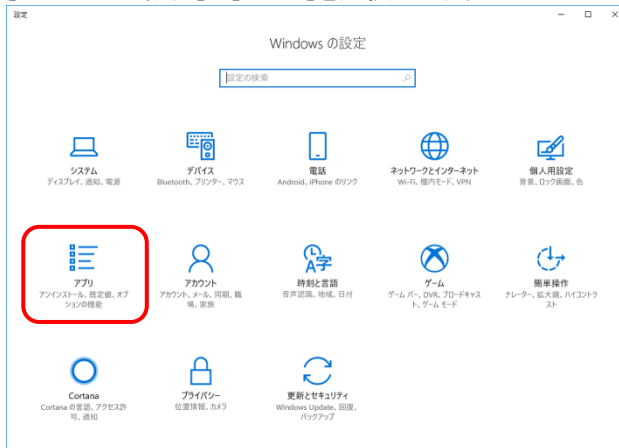 設定
Windows の設定
設定の検索
システム
ディスプレイ、通知、電源
デバイス
Bluetooth、プリンター、マウス
電話
Android、iPhone のリンク
ネットワークとインターネット
Wi-Fi、機内モード、VPN
個人用設定
背景、ロック画面、色
アプリ
アンインストール、既定値、オプ
ションの機能
アカウント
アカウント、メール、同期、職
場、家族
時刻と言語
音声認識、地域、日付
ゲーム
ゲーム バー、DVR、ブロードキャス
ト、ゲーム モード
簡単操作
ナレーター、拡大鏡、ハイコントラ
スト
Cortana
Cortana の言語、アクセス許
可、通知
プライバシー
位置情報、カメラ
更新とセキュリティ
Windows Update、回復、
バックアップ